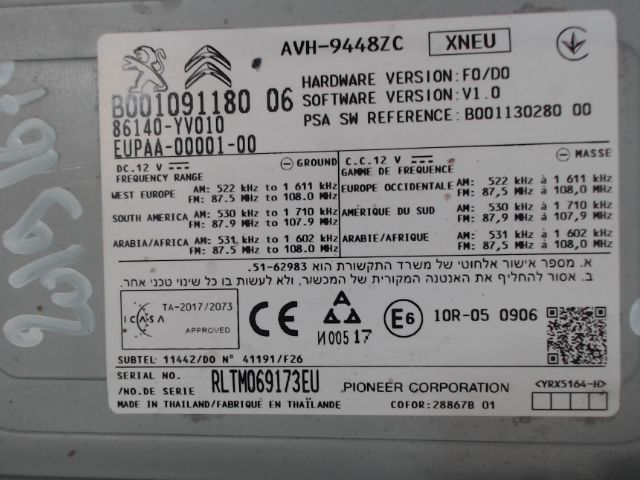 AVH-9448ZC XNEU
HARDWARE VERSION:F0/D0
B001091180 06 SOFTWARE VERSION:V1.0
86140-YV010 PSA SW REFERENCE: B001130280 00
EUPAA-00001-00
DC.12 V GROUND
FREQUENCY RANGE
WEST EUROPE AM: 522 kHz to 1 611 kHz
FM: 87.5 MHz to 108.0 MHz
SOUTH AMERICA AM: 530 kHz to 1 710 kHz
FM: 87.9 MHz to 107.9 MHz
ARABIA/AFRICA AM: 531 kHz to 1 602 kHz
FM: 87.5 MHz to 108.0 MHz
C.C.12 V MASSE
GAMME DE FREQUENCE
EUROPE OCCIDENTALE AM: 522 kHz à 1 611 kHz
FM: 87,5 MHz à 108,0 MHz
AMÉRIQUE DU SUD AM: 530 kHz à 1 710 kHz
FM: 87,9 MHz à 107,9 MHz
ARABIE/AFRIQUE AM: 531 kHz à 1 602 kHz
FM: 87,5 MHz à 108,0 MHz
א. מספר אישור אלחוטי של משרד התקשורת הוא 51-62983.
ב. אסור להחליף את האנטנה המקורית של המכשור, ולא לעשות בו כל שינוי טכני אחר.
ICASA TA-2017/2073
APPROVED
CE
И005 17
E6
10R-05 0906
SUBTEL 11442/D0 N° 41191/F26
SERIAL NO.
/NO.DE SERIE RLTM069173EU PIONEER CORPORATION <YRX5164-H>
MADE IN THAILAND/FABRIQUÉ EN THAÏLANDE COFOR:28867B 01